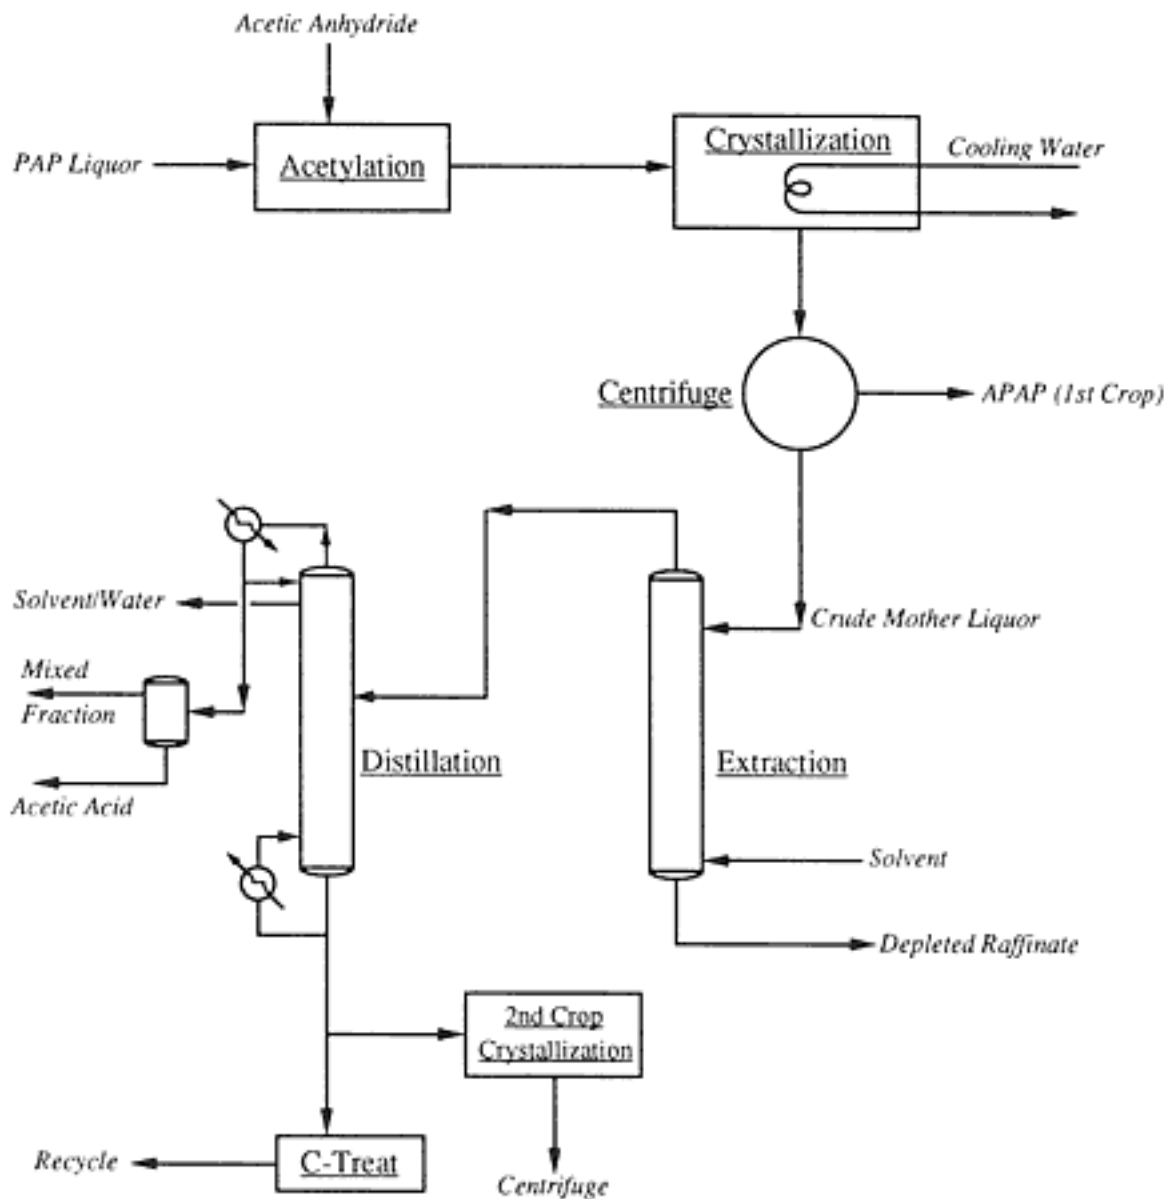 Acetic Anhydride
PAP Liquor
Acetylation
Crystallization
Cooling Water
Centrifuge
APAP (1st Crop)
Solvent/Water
Crude Mother Liquor
Mixed
Fraction
Distillation
Extraction
Acetic Acid
Solvent
Depleted Raffinate
2nd Crop
Crystallization
Recycle
C-Treat
Centrifuge